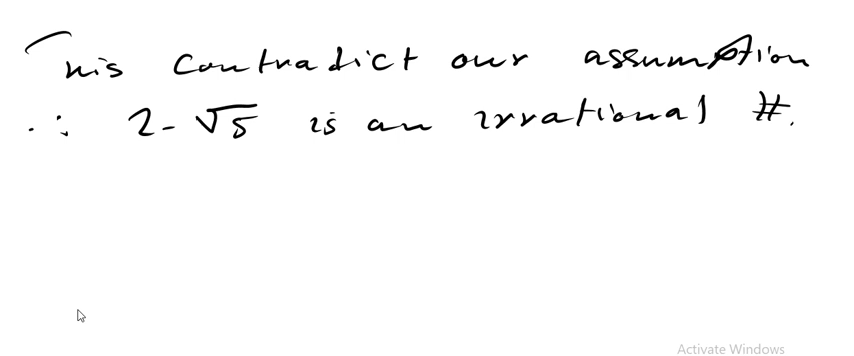 This contradict our assumption
∴ 2-√5 is an irrational #.
Activate Windows